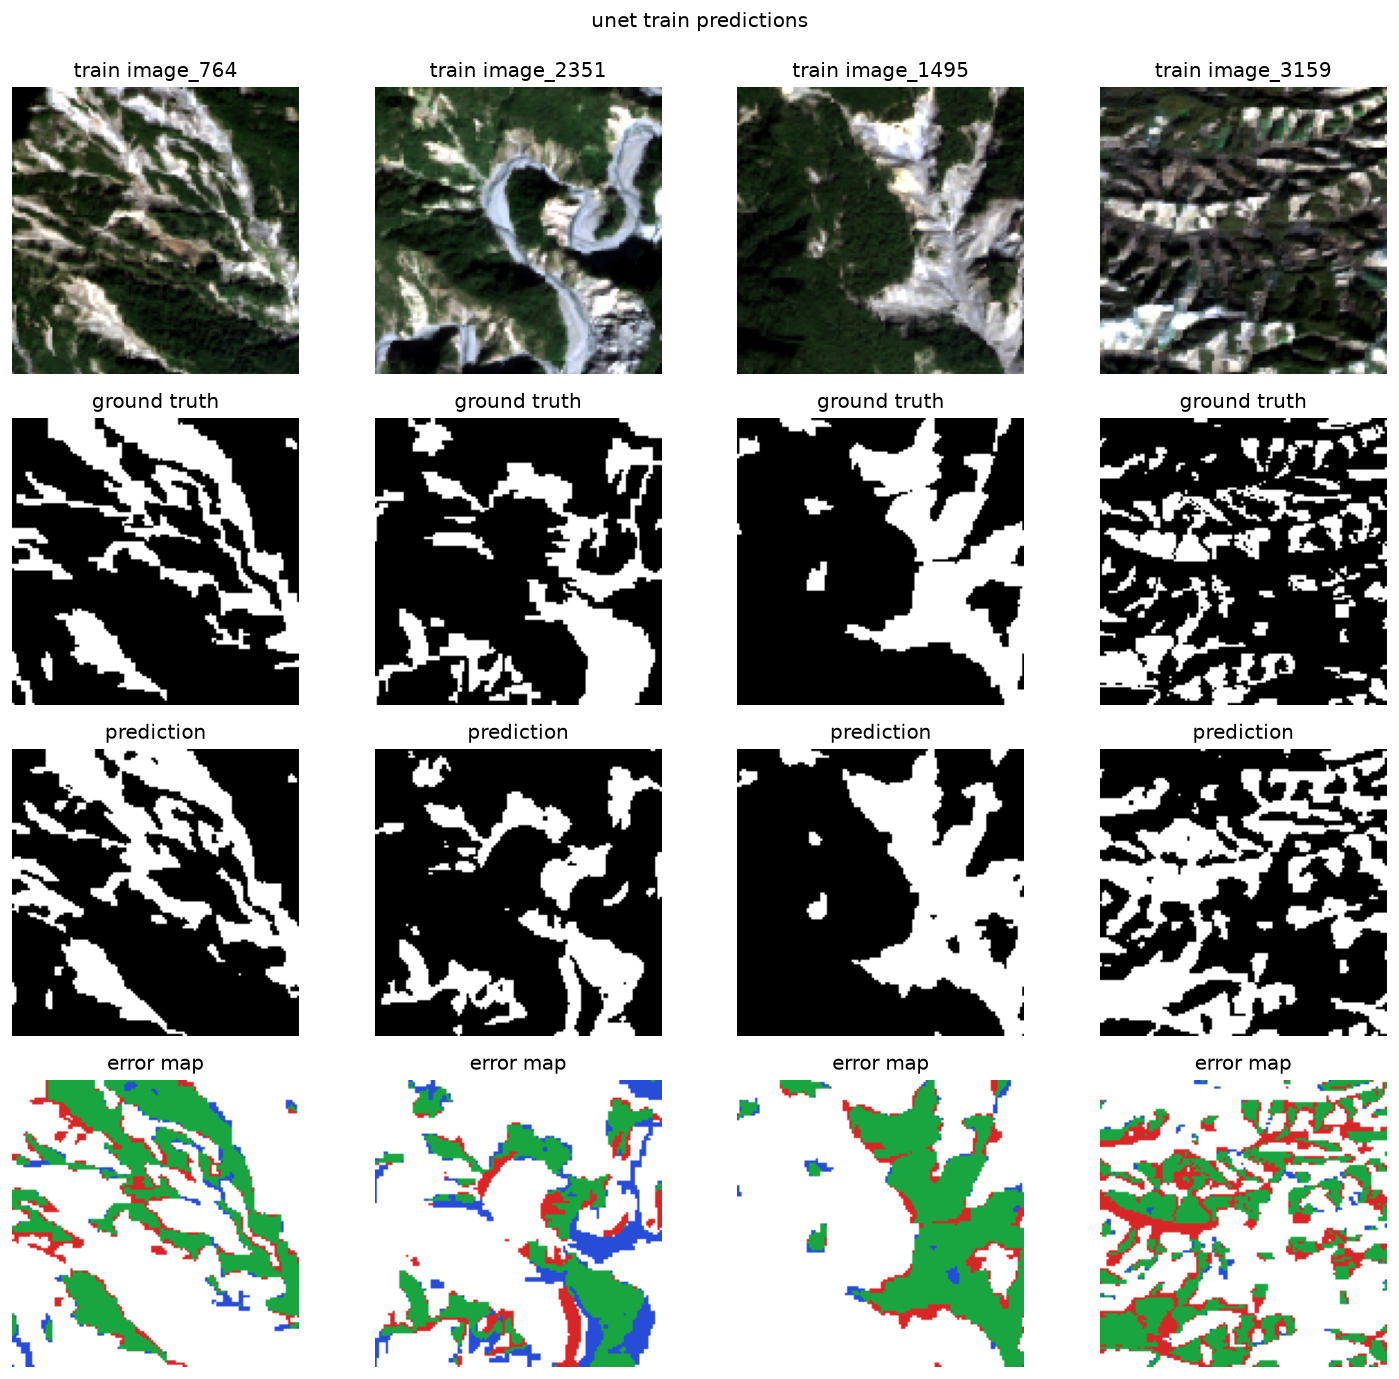 unet train predictions
train image_764 train image_2351 train image_1495 train image_3159
ground truth ground truth ground truth ground truth
prediction prediction prediction prediction
error map error map error map error map